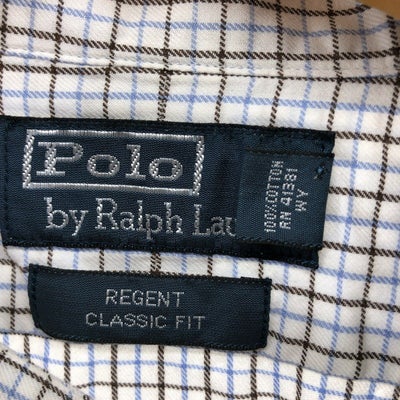 Polo
by Ralph Lau
100% COTTON
RN 41381
WY
REGENT
CLASSIC FIT